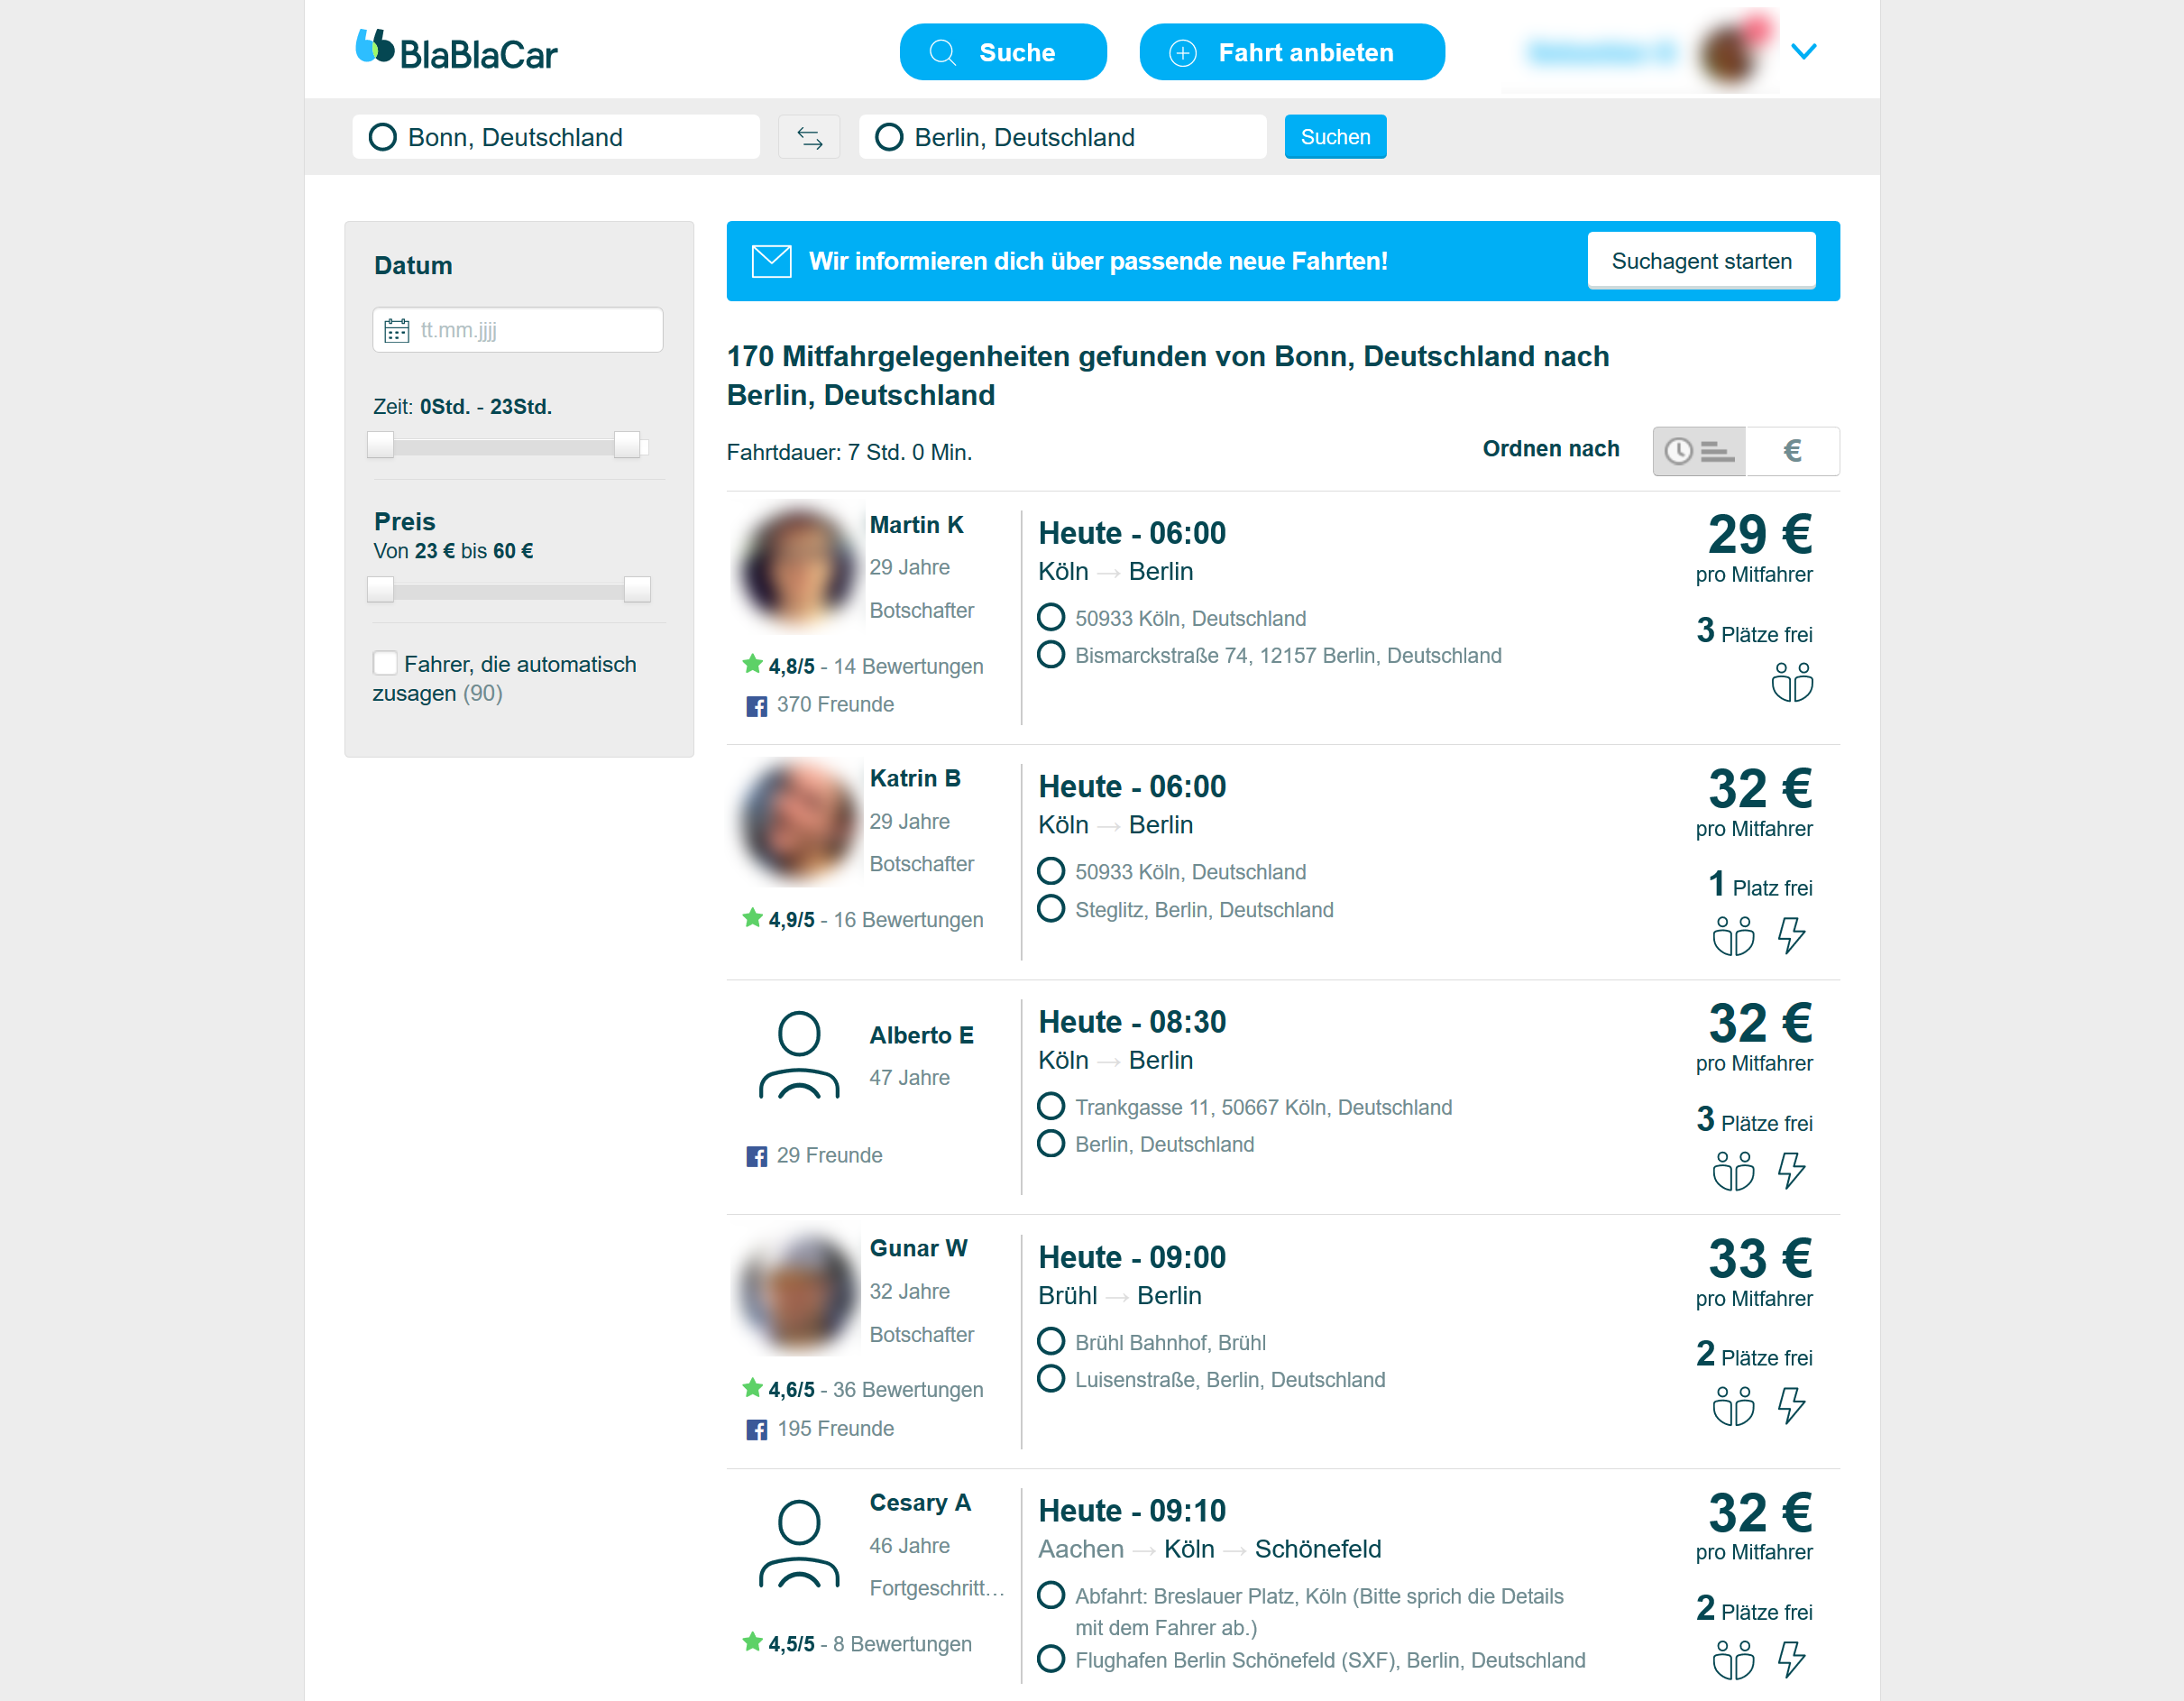 BlaBlaCar
Suche
Fahrt anbieten
Bonn, Deutschland
Berlin, Deutschland
Suchen
Datum
tt.mm.jjjj
Zeit: 0Std. - 23Std.
Preis
Von 23 € bis 60 €
Fahrer, die automatisch
zusagen (90)
Wir informieren dich über passende neue Fahrten!
Suchagent starten
170 Mitfahrgelegenheiten gefunden von Bonn, Deutschland nach
Berlin, Deutschland
Fahrtdauer: 7 Std. 0 Min.
Ordnen nach
€
Martin K
29 Jahre
Botschafter
4,8/5 - 14 Bewertungen
370 Freunde
Heute - 06:00
Köln → Berlin
50933 Köln, Deutschland
Bismarckstraße 74, 12157 Berlin, Deutschland
29 €
pro Mitfahrer
3 Plätze frei
Katrin B
29 Jahre
Botschafter
4,9/5 - 16 Bewertungen
Heute - 06:00
Köln → Berlin
50933 Köln, Deutschland
Steglitz, Berlin, Deutschland
32 €
pro Mitfahrer
1 Platz frei
Alberto E
47 Jahre
29 Freunde
Heute - 08:30
Köln → Berlin
Trankgasse 11, 50667 Köln, Deutschland
Berlin, Deutschland
32 €
pro Mitfahrer
3 Plätze frei
Gunar W
32 Jahre
Botschafter
4,6/5 - 36 Bewertungen
195 Freunde
Heute - 09:00
Brühl → Berlin
Brühl Bahnhof, Brühl
Luisenstraße, Berlin, Deutschland
33 €
pro Mitfahrer
2 Plätze frei
Cesary A
46 Jahre
Fortgeschritt...
4,5/5 - 8 Bewertungen
Heute - 09:10
Aachen → Köln → Schönefeld
Abfahrt: Breslauer Platz, Köln (Bitte sprich die Details
mit dem Fahrer ab.)
Flughafen Berlin Schönefeld (SXF), Berlin, Deutschland
32 €
pro Mitfahrer
2 Plätze frei